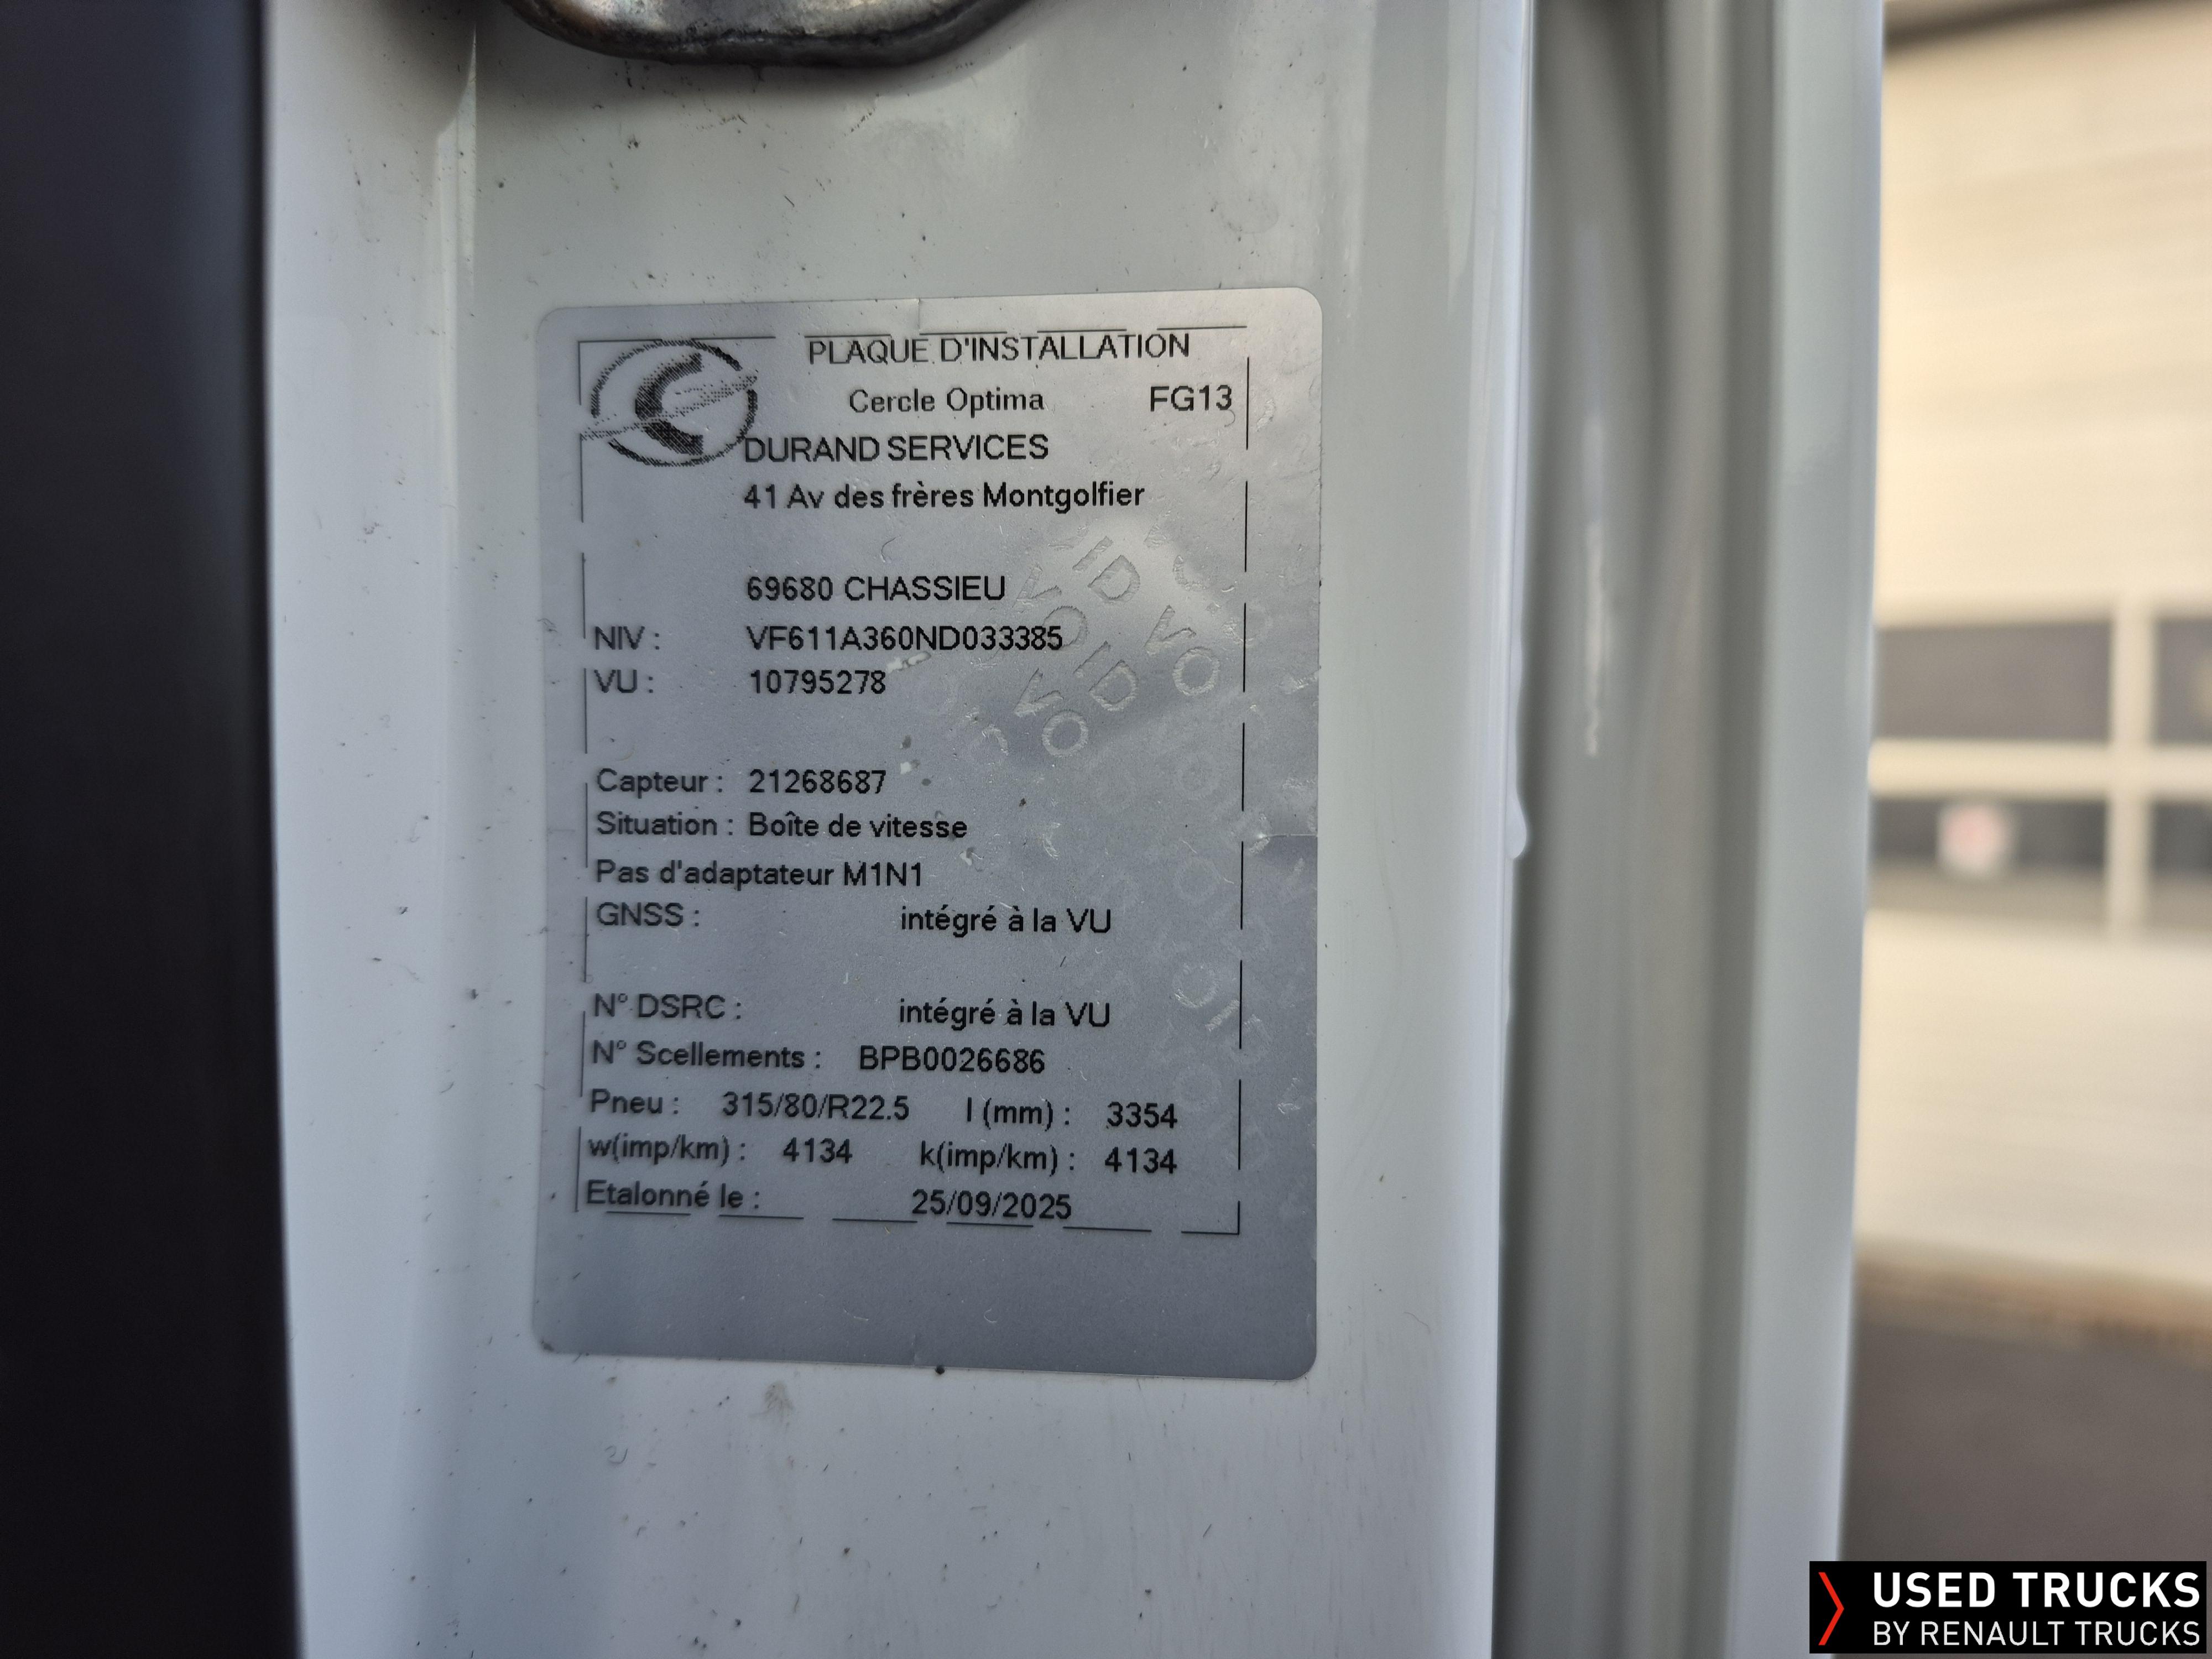 PLAQUE D'INSTALLATION
Cercle Optima FG13
DURAND SERVICES
41 Av des frères Montgolfier
69680 CHASSIEU
NIV : VF611A360ND033385
VU : 10795278
Capteur : 21268687
Situation : Boîte de vitesse
Pas d'adaptateur M1N1
GNSS : intégré à la VU
N° DSRC : intégré à la VU
N° Scellements : BPB0026686
Pneu : 315/80/R22.5 l (mm) : 3354
w(imp/km) : 4134 k(imp/km) : 4134
Etalonné le : 25/09/2025
VOID
VOID
USED TRUCKS
BY RENAULT TRUCKS